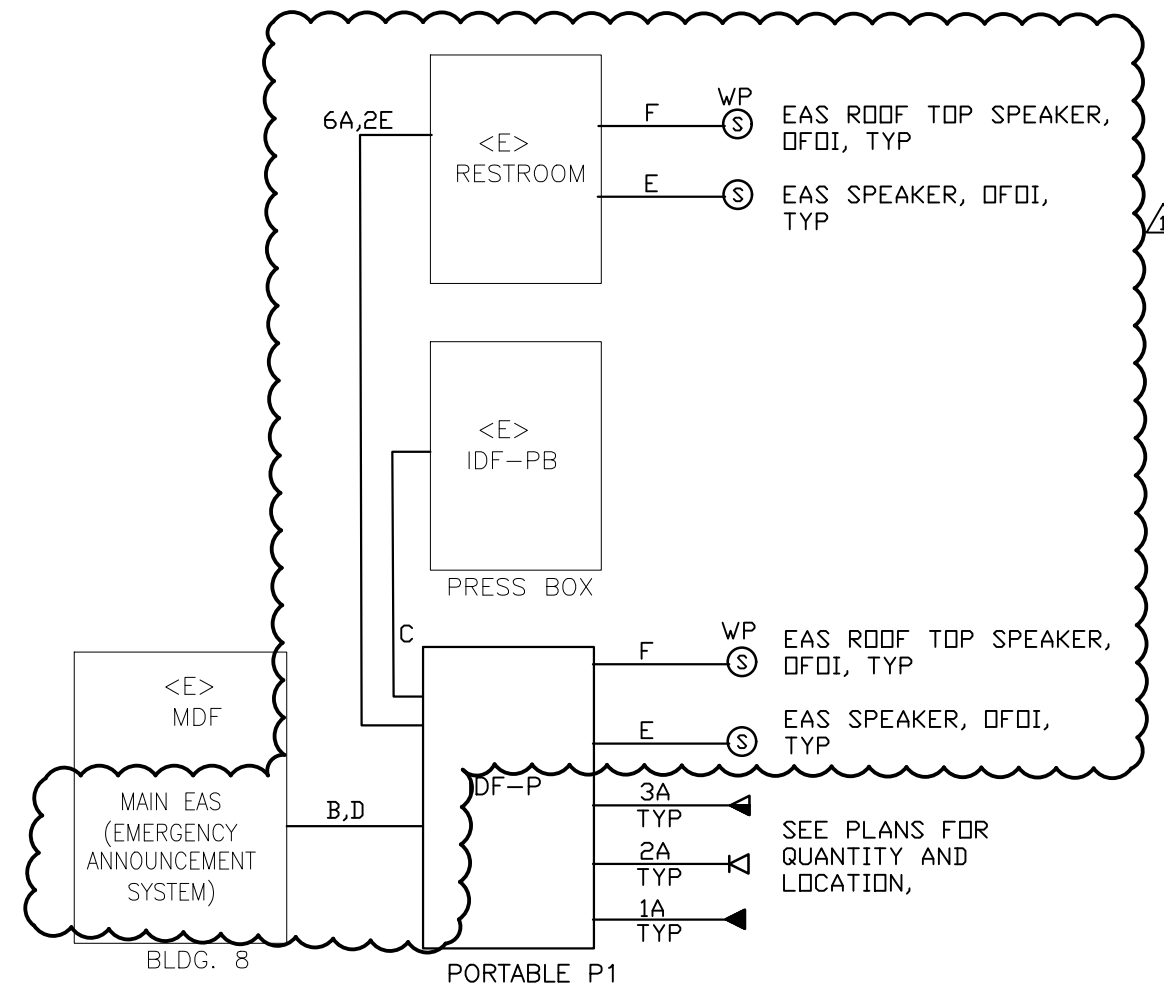 6A,2E
<E>
RESTROOM
F
WP
S
EAS ROOF TOP SPEAKER,
OFOI, TYP
E
S
EAS SPEAKER, OFOI,
TYP
1
<E>
IDF-PB
PRESS BOX
C
F
WP
S
EAS ROOF TOP SPEAKER,
OFOI, TYP
E
S
EAS SPEAKER, OFOI,
TYP
<E>
MDF
MAIN EAS
(EMERGENCY
ANNOUNCEMENT
SYSTEM)
BLDG. 8
B,D
DF-P
3A
TYP
2A
TYP
1A
TYP
SEE PLANS FOR
QUANTITY AND
LOCATION,
PORTABLE P1